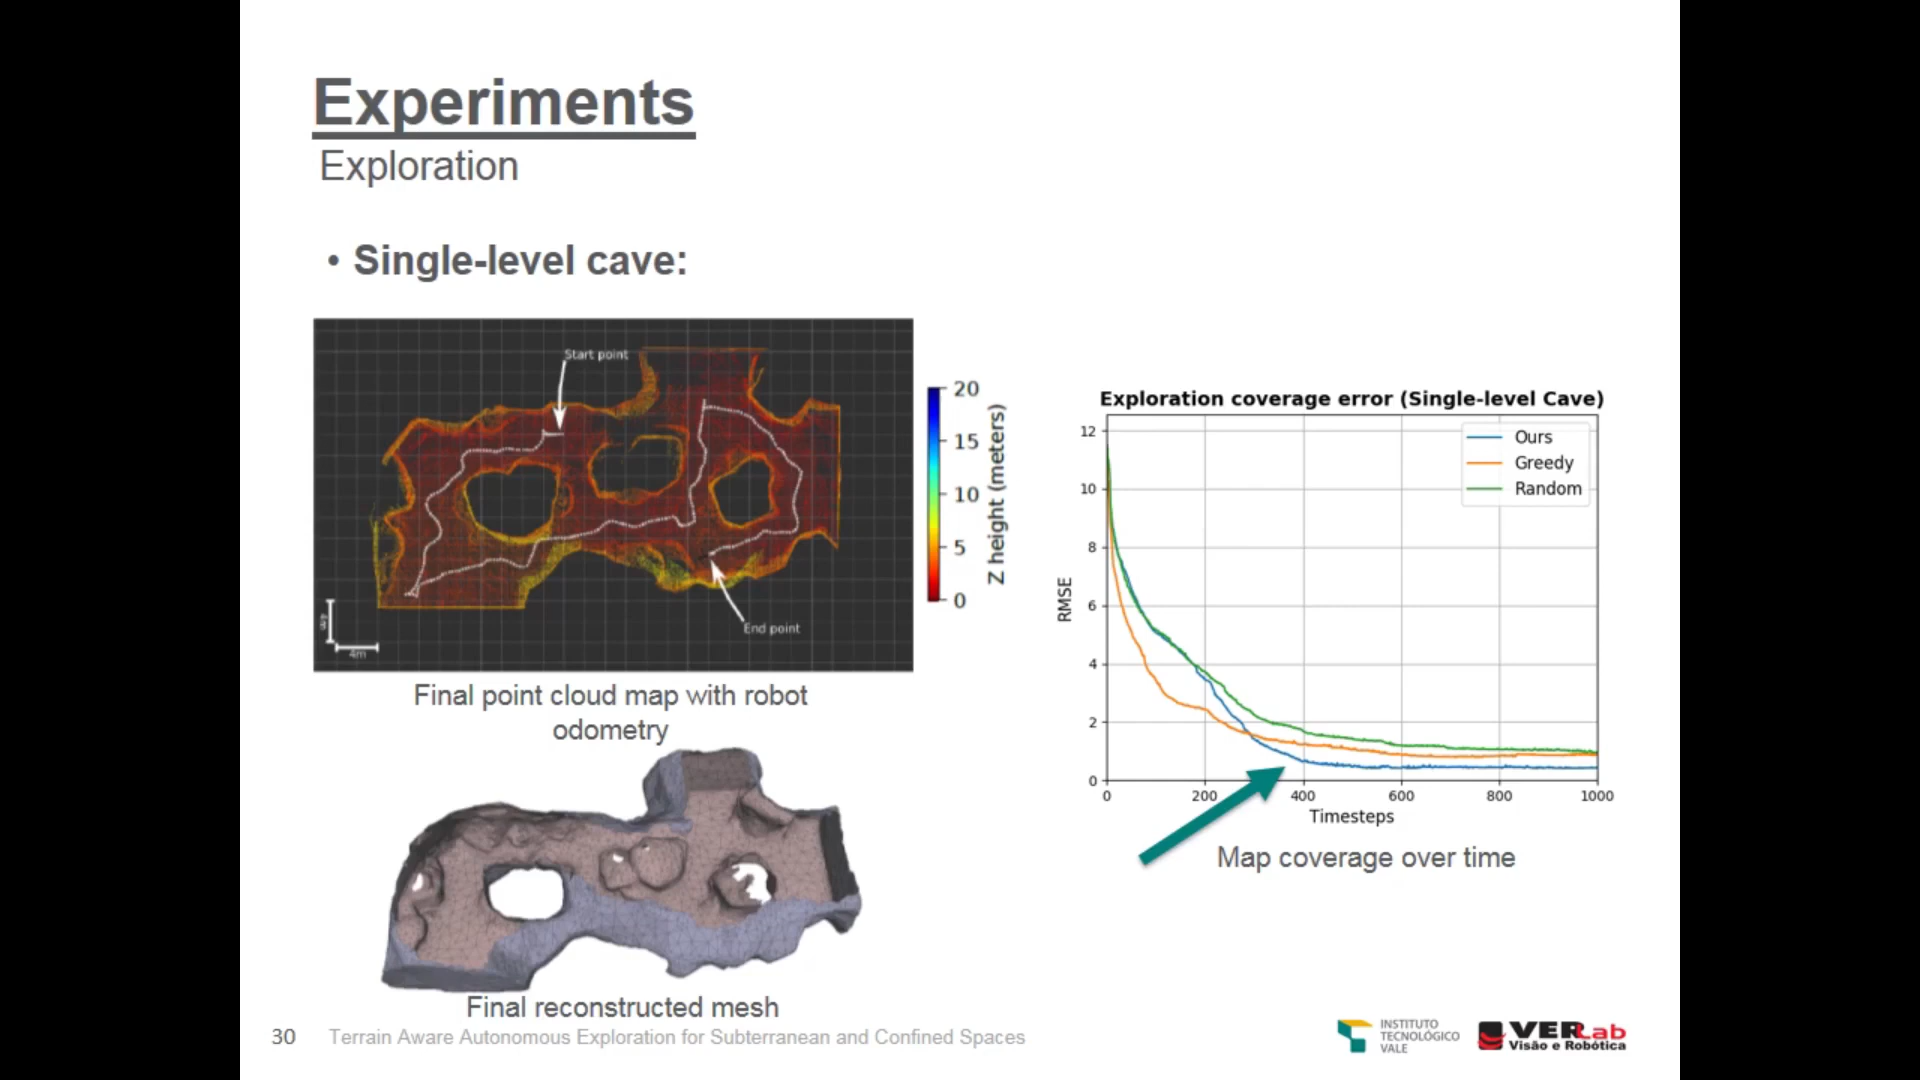 Experiments
Exploration
• Single-level cave:
Start point
End point
4m
20
15
10
5
0
Z height (meters)
Final point cloud map with robot
odometry
Final reconstructed mesh
Exploration coverage error (Single-level Cave)
Ours
Greedy
Random
12
10
8
6
4
2
0
RMSE
0 200 400 600 800 1000
Timesteps
Map coverage over time
30 Terrain Aware Autonomous Exploration for Subterranean and Confined Spaces
INSTITUTO
TECNOLÓGICO
VALE
VERLab
Visão e Robótica